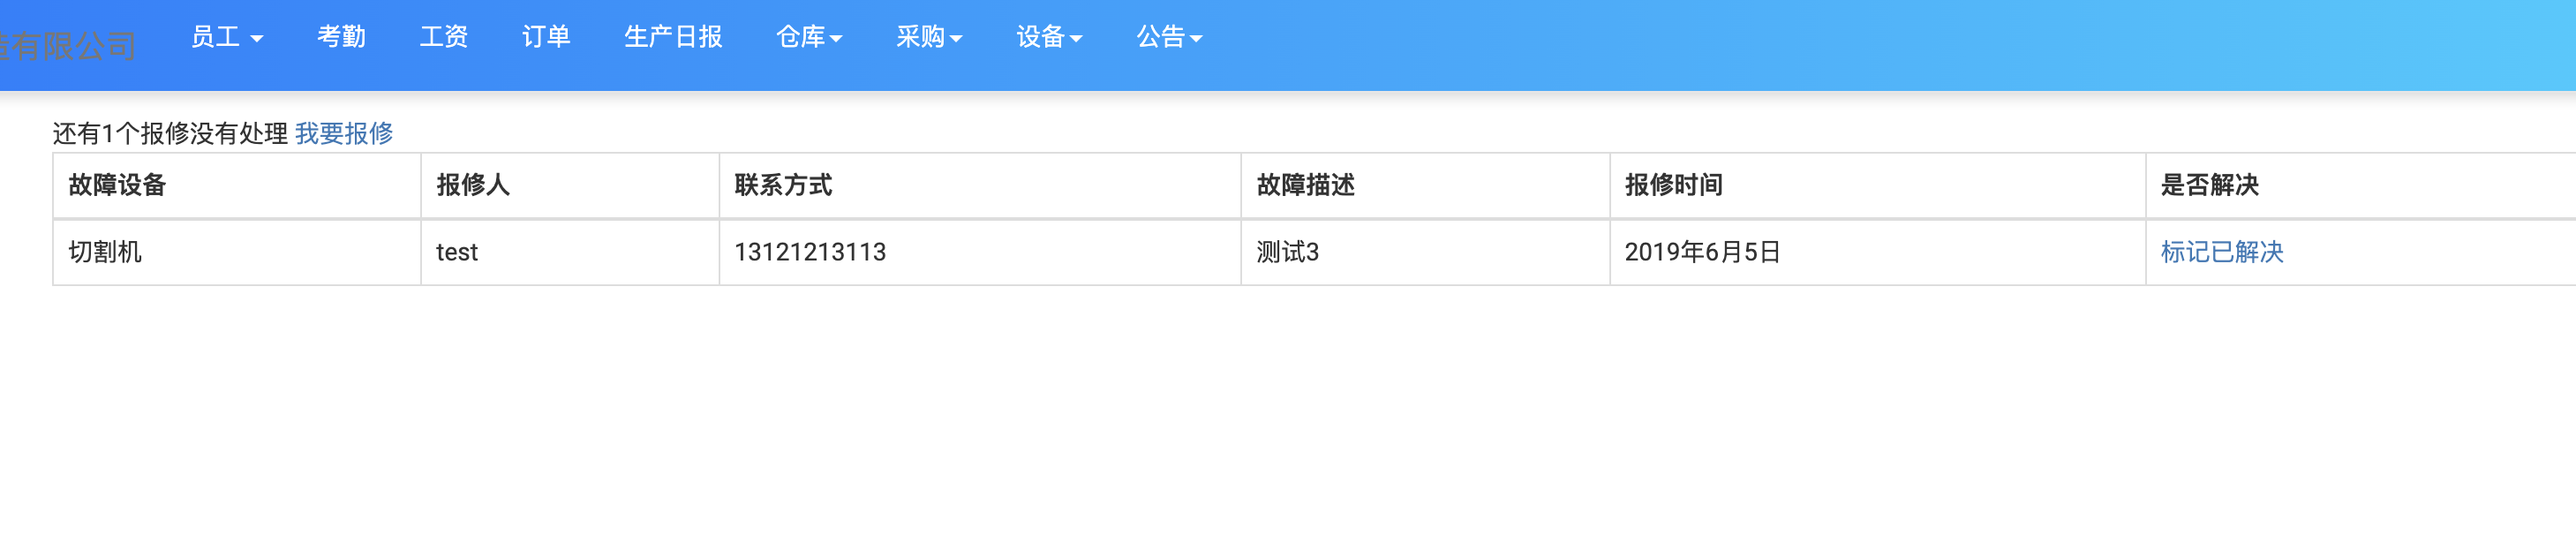 有限公司 员工 考勤 工资 订单 生产日报 仓库 采购 设备 公告
还有1个报修没有处理 我要报修
故障设备 报修人 联系方式 故障描述 报修时间 是否解决
切割机 test 13121213113 测试3 2019年6月5日 标记已解决